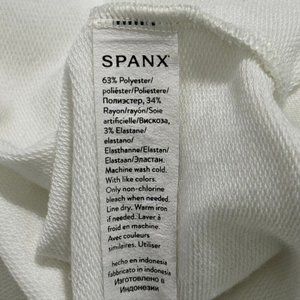 SPANX
63% Polyester/
poliéster/Poliestere/
Полиэстер, 34%
Rayon/rayón/Soie
artificielle/Вискоза,
3% Elastane/
elastano/
Elasthanne/Elastan/
Elastaan/Эластан.
Machine wash cold.
With like colors.
Only non-chlorine
bleach when needed.
Line dry. Warm iron
if needed. Laver à
froid en machine.
Avec couleurs
similaires. Utiliser
hecho en indonesia
fabbricato in indonesia
Изготовлено в
Индонезии